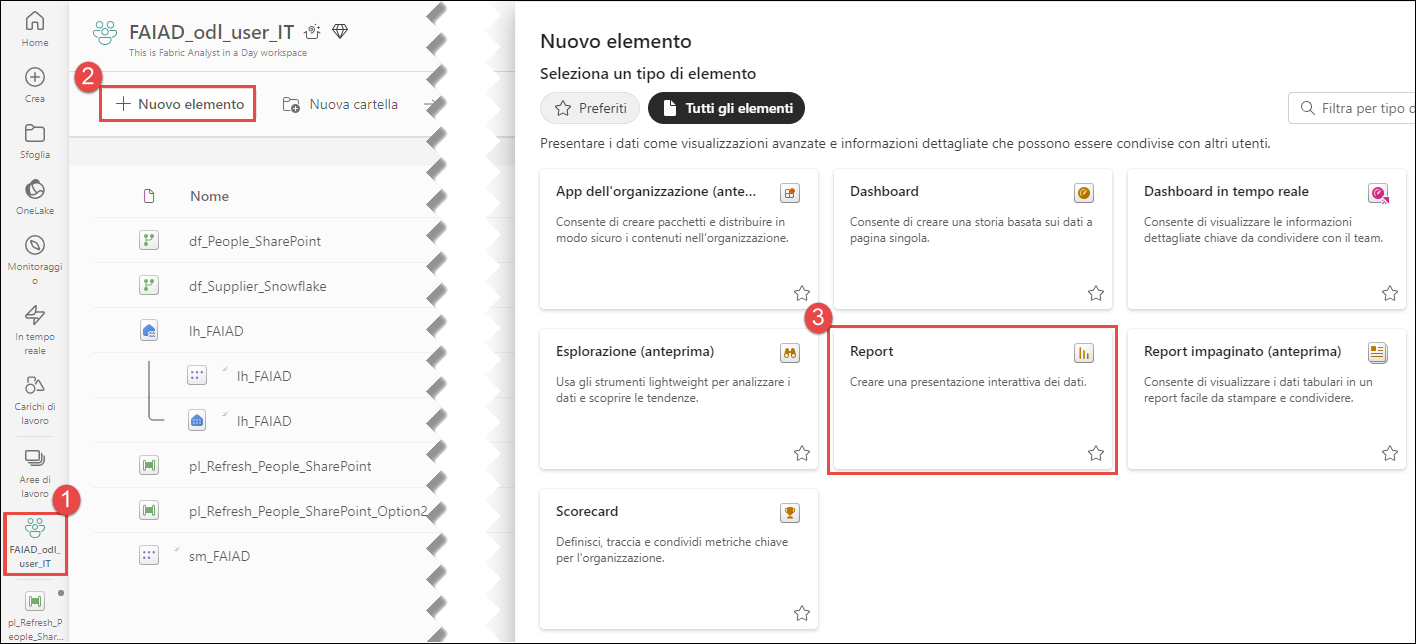 Home
Crea
Sfoglia
OneLake
Monitoraggi
o
In tempo
reale
Carichi di
lavoro
Aree di
lavoro
1
FAIAD_odl_
user_IT
pl_Refresh_P
eople_Shar...
FAIAD_odl_user_IT
This is Fabric Analyst in a Day workspace
2
Nuovo elemento
Nuova cartella
Nome
df_People_SharePoint
df_Supplier_Snowflake
lh_FAIAD
lh_FAIAD
lh_FAIAD
pl_Refresh_People_SharePoint
pl_Refresh_People_SharePoint_Option2
sm_FAIAD
Nuovo elemento
Seleziona un tipo di elemento
Preferiti
Tutti gli elementi
Filtra per tipo d
Presentare i dati come visualizzazioni avanzate e informazioni dettagliate che possono essere condivise con altri utenti.
App dell'organizzazione (ante...
Consente di creare pacchetti e distribuire in
modo sicuro i contenuti nell'organizzazione.
Dashboard
Consente di creare una storia basata sui dati a
pagina singola.
Dashboard in tempo reale
Consente di visualizzare le informazioni
dettagliate chiave da condividere con il team.
Esplorazione (anteprima)
Usa gli strumenti lightweight per analizzare i
dati e scoprire le tendenze.
3
Report
Creare una presentazione interattiva dei dati.
Report impaginato (anteprima)
Consente di visualizzare i dati tabulari in un
report facile da stampare e condividere.
Scorecard
Definisci, traccia e condividi metriche chiave
per l'organizzazione.